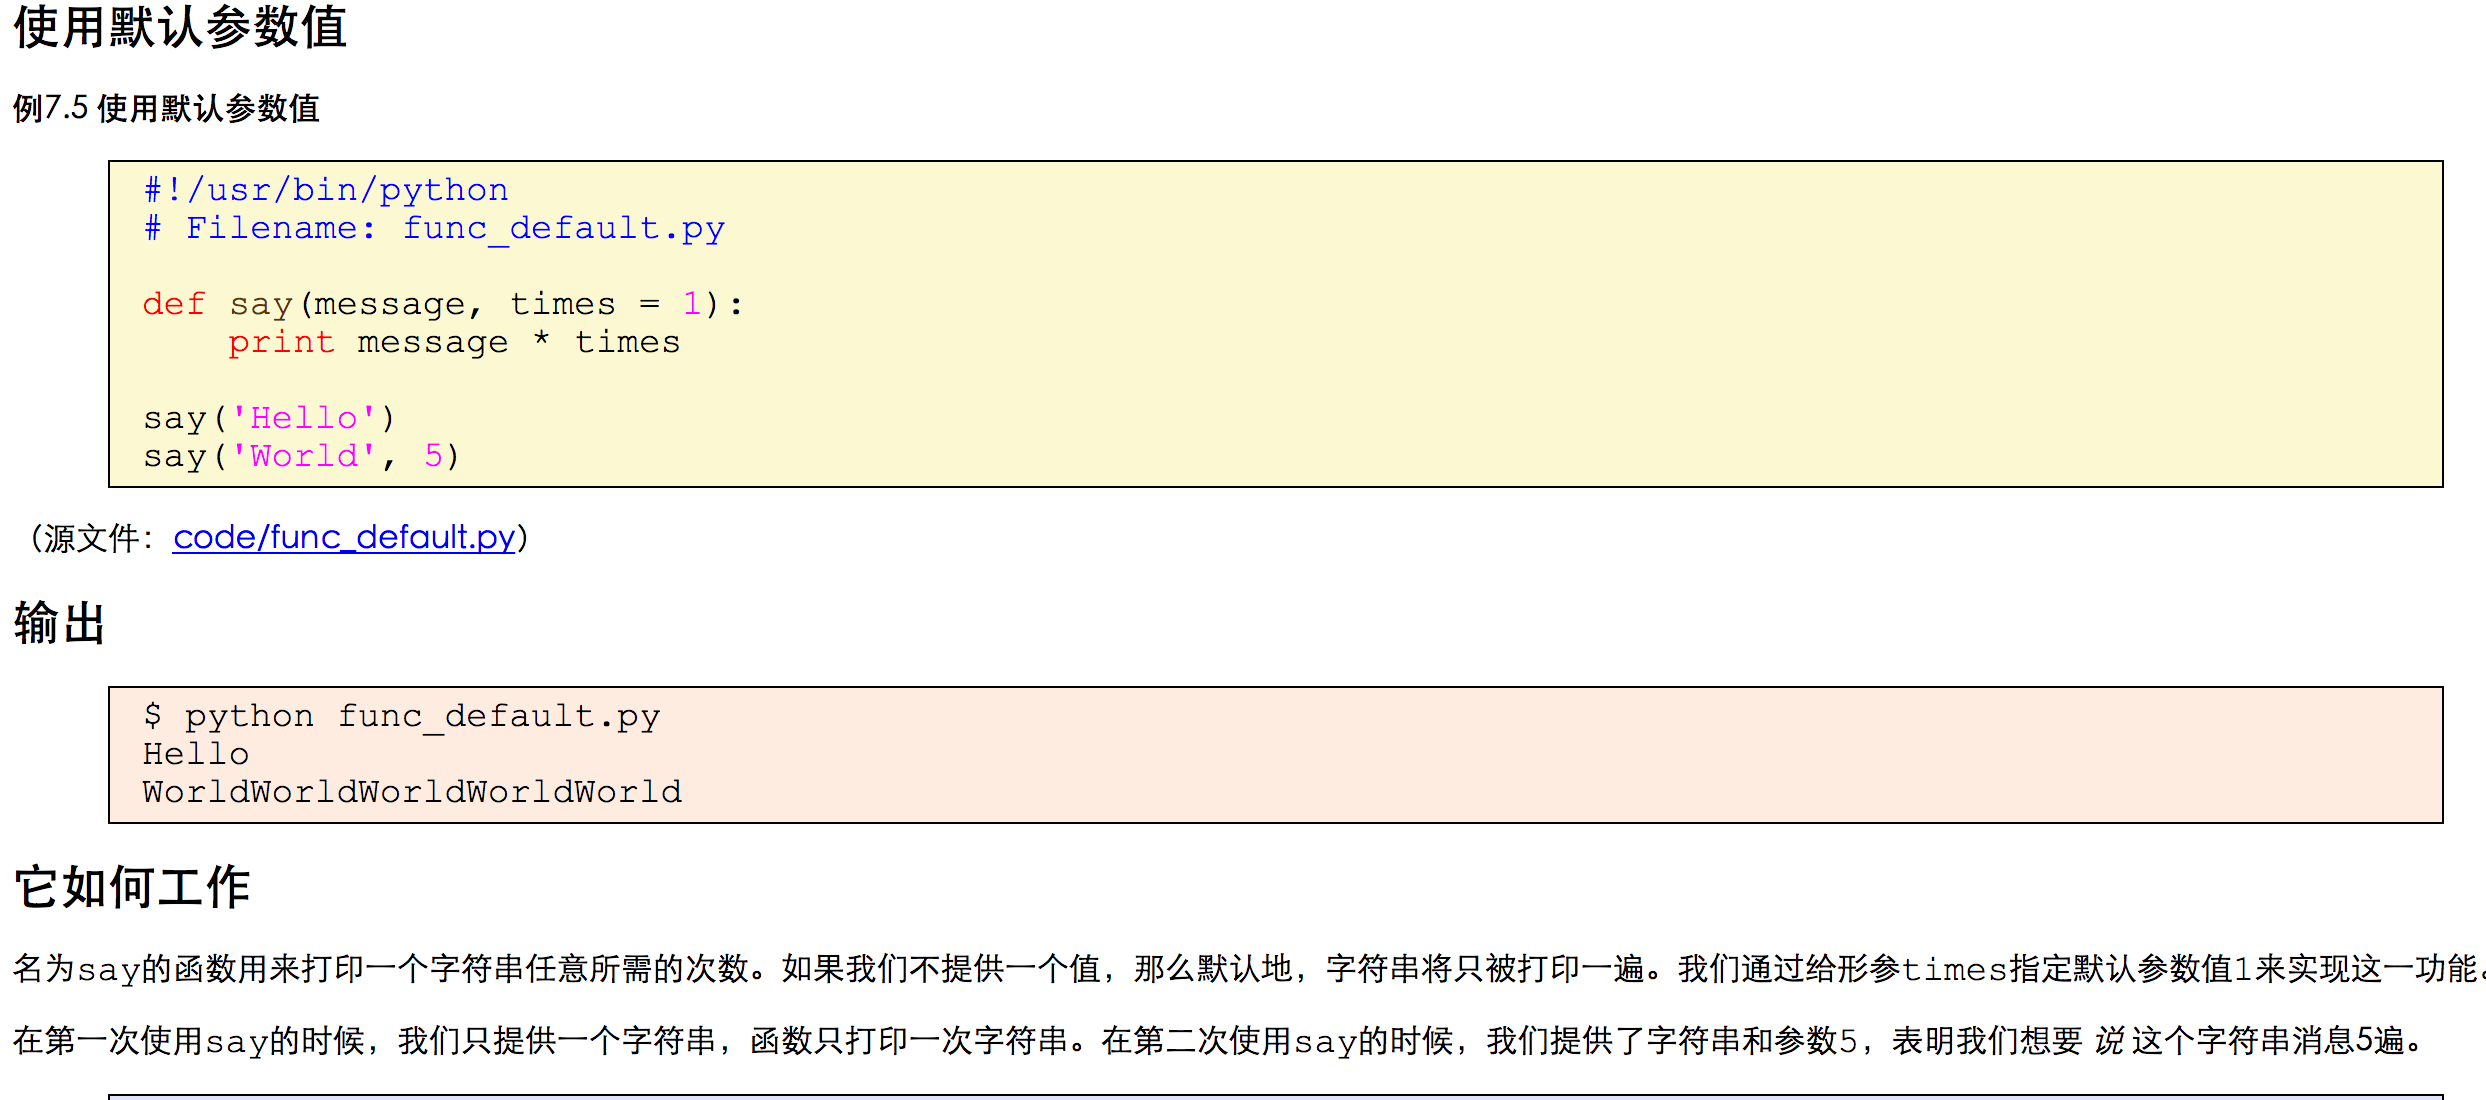 使用默认参数值
例7.5 使用默认参数值
#!/usr/bin/python
# Filename: func_default.py
def say(message, times = 1):
    print message * times
say('Hello')
say('World', 5)
（源文件：code/func_default.py）
输出
$ python func_default.py
Hello
WorldWorldWorldWorldWorld
它如何工作
名为say的函数用来打印一个字符串任意所需的次数。如果我们不提供一个值，那么默认地，字符串将只被打印一遍。我们通过给形参times指定默认参数值1来实现这一功能。
在第一次使用say的时候，我们只提供一个字符串，函数只打印一次字符串。在第二次使用say的时候，我们提供了字符串和参数5，表明我们想要 说 这个字符串消息5遍。